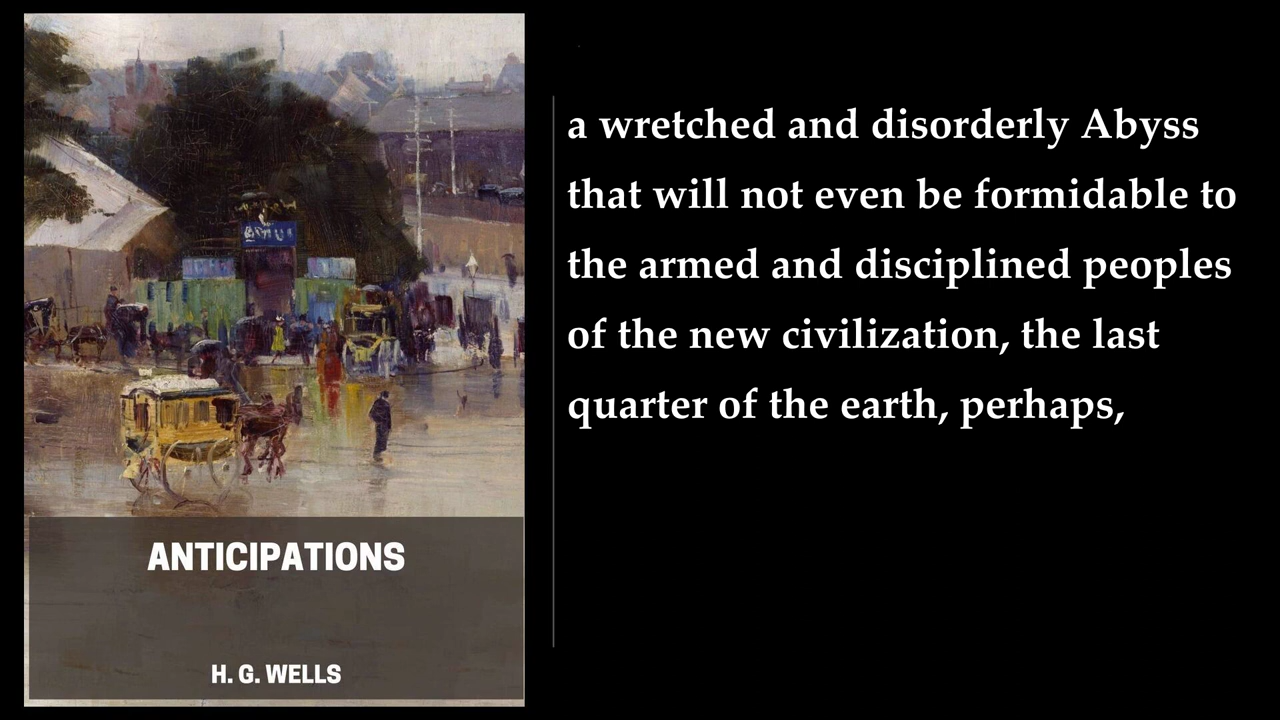 a wretched and disorderly Abyss
that will not even be formidable to
the armed and disciplined peoples
of the new civilization, the last
quarter of the earth, perhaps,
ANTICIPATIONS
H. G. WELLS